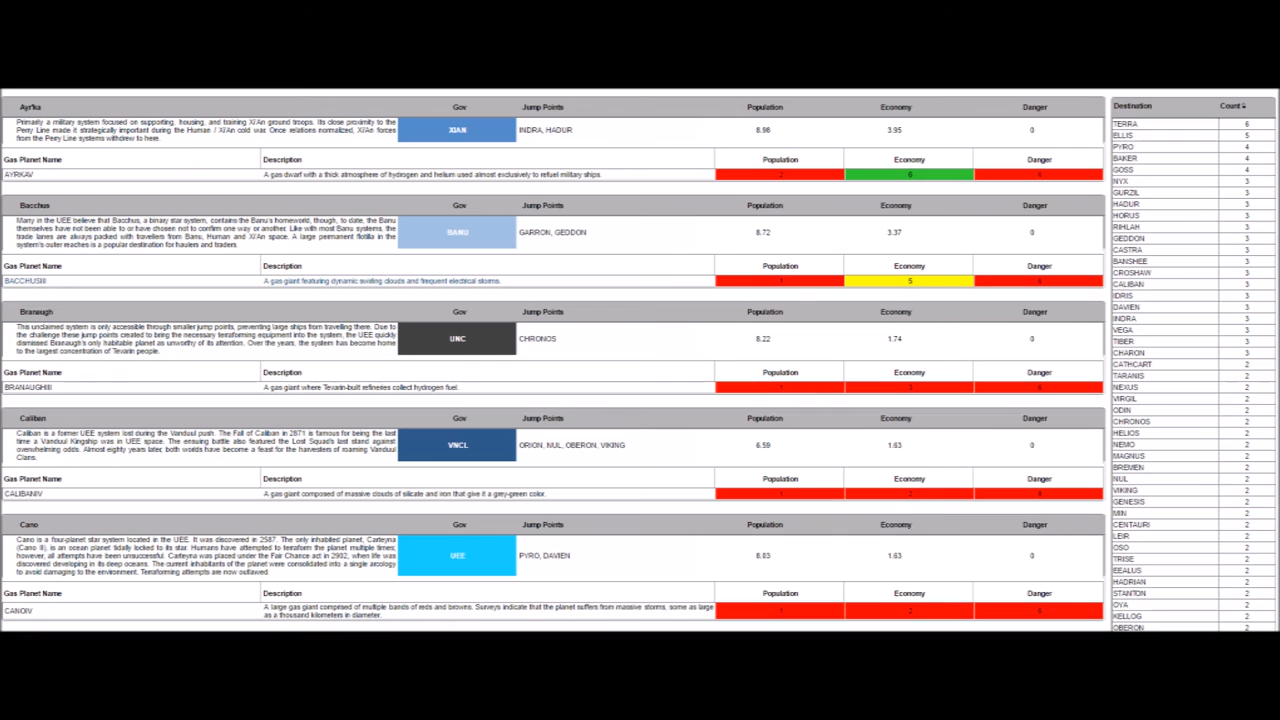 Ayr'ka Gov Jump Points Population Economy Danger
Primarily a military system focused on supporting, housing, and training Xi'An ground troops. Its close proximity to the
Perry Line made it strategically important during the Human / Xi'An cold war. Once relations normalized, Xi'An forces
from the Perry Line systems withdrew to here.
XIAN INDRA, HADUR 8.96 3.95 0
Gas Planet Name Description Population Economy Danger
AYRKAV A gas dwarf with a thick atmosphere of hydrogen and helium used almost exclusively to refuel military ships. 2 6
Bacchus Gov Jump Points Population Economy Danger
Many in the UEE believe that Bacchus, a binary star system, contains the Banu's homeworld, though, to date, the Banu
themselves have not been able to or have chosen not to confirm one way or another. Like with most Banu systems, the
trade lanes are always packed with travellers from Banu, Human and Xi'An space. A large permanent flotilla in the
system's outer reaches is a popular destination for haulers and traders.
BANU GARRON, GEDDON 8.72 3.37 0
Gas Planet Name Description Population Economy Danger
BACCHUSIII A gas giant featuring dynamic swirling clouds and frequent electrical storms. 1 5
Branaugh Gov Jump Points Population Economy Danger
This unclaimed system is only accessible through smaller jump points, preventing large ships from travelling there. Due to
the challenge these jump points created to bring the necessary terraforming equipment into the system, the UEE quickly
dismissed Branaugh's only habitable planet as unworthy of its attention. Over the years, the system has become home
to the largest concentration of Tevarin people.
UNC CHRONOS 8.22 1.74 0
Gas Planet Name Description Population Economy Danger
BRANAUGHIII A gas giant where Tevarin-built refineries collect hydrogen fuel. 1
Caliban Gov Jump Points Population Economy Danger
Caliban is a former UEE system lost during the Vanduul push. The Fall of Caliban in 2871 is famous for being the last
time a Vanduul Kingship was in UEE space. The ensuing battle also featured the Lost Squad's last stand against
overwhelming odds. Almost eighty years later, both worlds have become a feast for the harvesters of roaming Vanduul
Clans.
VNCL ORION, NUL, OBERON, VIKING 6.59 1.63 0
Gas Planet Name Description Population Economy Danger
CALIBANIV A gas giant composed of massive clouds of silicate and iron that give it a grey-green color. 1 2
Cano Gov Jump Points Population Economy Danger
Cano is a four-planet star system located in the UEE. It was discovered in 2587. The only inhabited planet, Carteyna
(Cano II), is an ocean planet tidally locked to its star. Humans have attempted to terraform the planet multiple times;
however, all attempts have been unsuccessful. Carteyna was placed under the Fair Chance act in 2902, when life was
discovered developing in its deep oceans. The current inhabitants of the planet were consolidated into a single arcology
to avoid damaging to the environment. Terraforming attempts are now outlawed.
UEE PYRO, DAVIEN 8.03 1.63 0
Gas Planet Name Description Population Economy Danger
CANOIV A large gas giant comprised of multiple bands of reds and browns. Surveys indicate that the planet suffers from massive storms, some as large
as a thousand kilometers in diameter. 1 2
Destination Count
TERRA 6
ELLIS 5
PYRO 4
BAKER 4
GOSS 4
NYX 3
GURZIL 3
HADUR 3
HORUS 3
RIHLAH 3
GEDDON 3
CASTRA 3
BANSHEE 3
CROSHAW 3
CALIBAN 3
IDRIS 3
DAVIEN 3
INDRA 3
VEGA 3
TIBER 3
CHARON 3
CATHCART 2
TARANIS 2
NEXUS 2
VIRGIL 2
ODIN 2
CHRONOS 2
HELIOS 2
NEMO 2
MAGNUS 2
BREMEN 2
NUL 2
VIKING 2
GENESIS 2
MIN 2
CENTAURI 2
LEIR 2
OSO 2
TRISE 2
EEALUS 2
HADRIAN 2
STANTON 2
OYA 2
KELLOG 2
OBERON 2